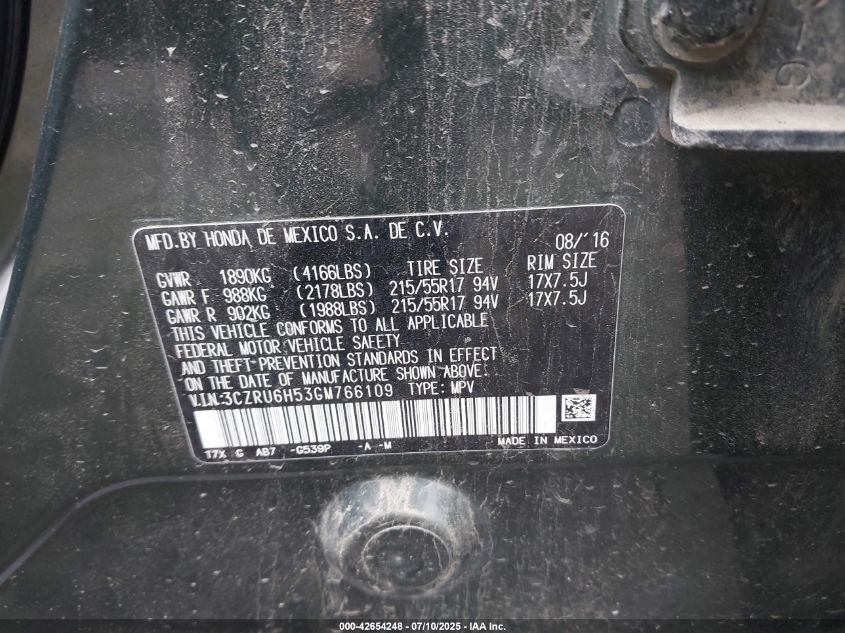 MFD.BY HONDA DE MEXICO S.A. DE C.V. 08/'16
GVWR 1890KG (4166LBS) TIRE SIZE RIM SIZE
GAWR F 988KG (2178LBS) 215/55R17 94V 17X7.5J
GAWR R 902KG (1988LBS) 215/55R17 94V 17X7.5J
THIS VEHICLE CONFORMS TO ALL APPLICABLE
FEDERAL MOTOR VEHICLE SAFETY
AND THEFT-PREVENTION STANDARDS IN EFFECT
ON THE DATE OF MANUFACTURE SHOWN ABOVE.
V.I.N:3CZRU6H53GM766109 TYPE: MPV
T7X G AB7 -G539P -A--M MADE IN MEXICO
000-42654248 - 07/10/2025 - IAA Inc.